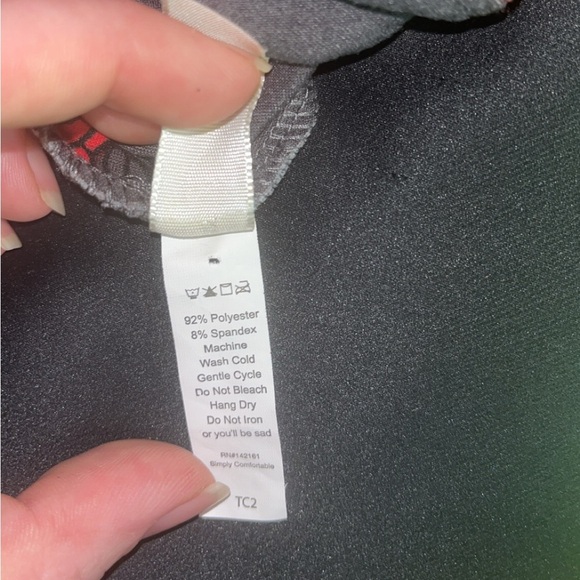 92% Polyester
8% Spandex
Machine
Wash Cold
Gentle Cycle
Do Not Bleach
Hang Dry
Do Not Iron
or you'll be sad
RN#142161
Simply Comfortable
TC2